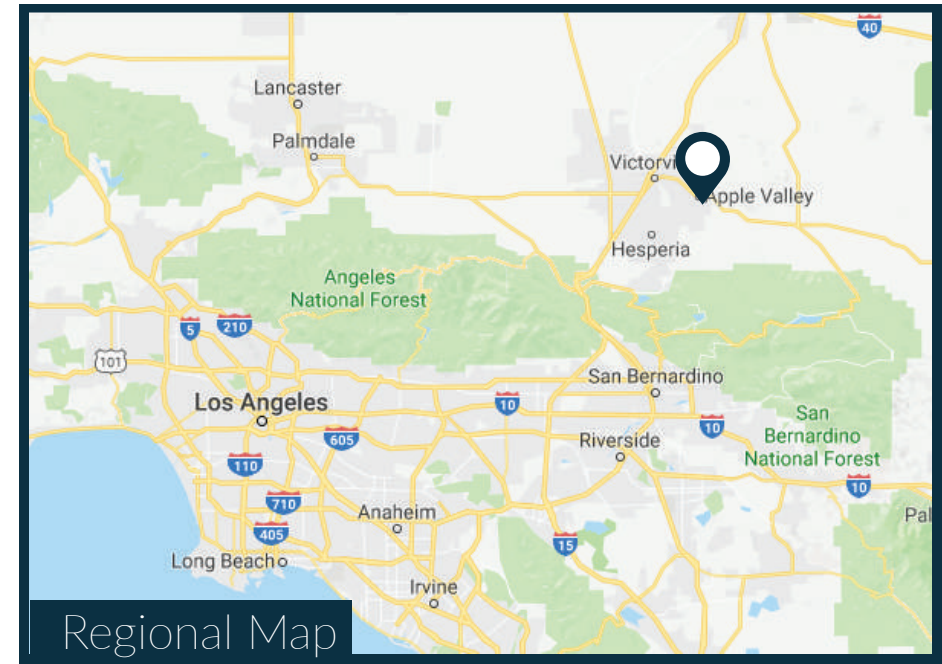 40
Lancaster
Palmdale
Victorvi
Apple Valley
Hesperia
Angeles
National Forest
5
210
101
San Bernardino
Los Angeles
10
San
Bernardino
National Forest
10
605
Riverside
110
10
710
Anaheim
Pal
405
15
Long Beach
Irvine
Regional Map